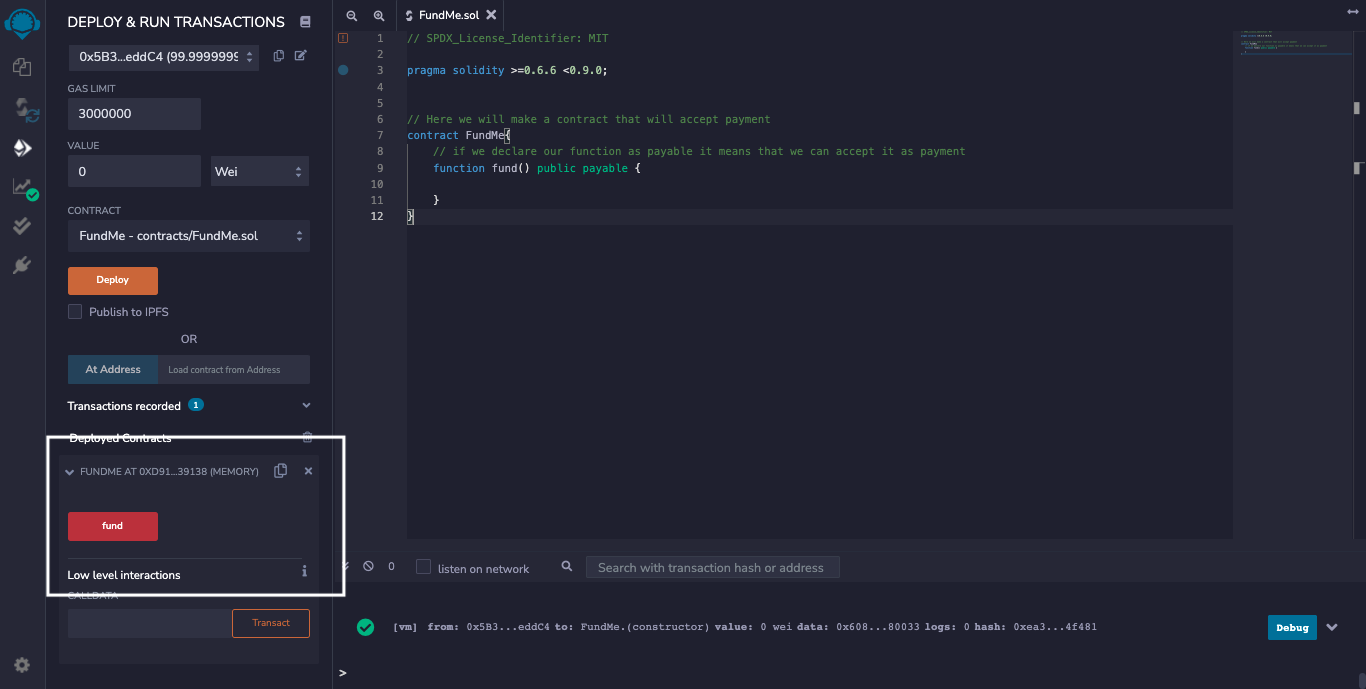 DEPLOY & RUN TRANSACTIONS
0x5B3...eddC4 (99.9999999
GAS LIMIT
3000000
VALUE
0
Wei
CONTRACT
FundMe - contracts/FundMe.sol
Deploy
Publish to IPFS
OR
At Address
Load contract from Address
Transactions recorded 1
Deployed Contracts
FUNDME AT 0XD91...39138 (MEMORY)
fund
Low level interactions
i
CALLDATA
Transact
FundMe.sol
1 // SPDX_License_Identifier: MIT
2
3 pragma solidity >=0.6.6 <0.9.0;
4
5
6 // Here we will make a contract that will accept payment
7 contract FundMe{
8 // if we declare our function as payable it means that we can accept it as payment
9 function fund() public payable {
10
11 }
12 }
0
listen on network
Search with transaction hash or address
[vm] from: 0x5B3...eddC4 to: FundMe.(constructor) value: 0 wei data: 0x608...80033 logs: 0 hash: 0xea3...4f481
Debug
>